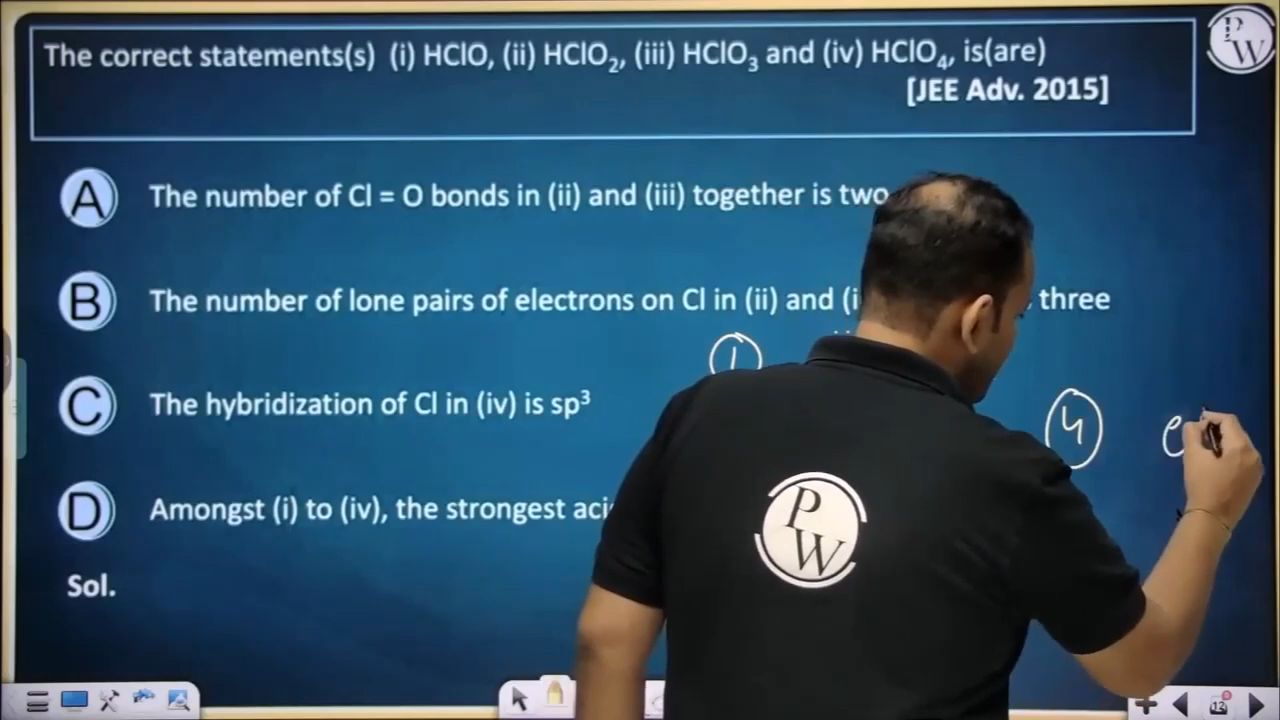 The correct statements(s) (i) HClO, (ii) HClO₂, (iii) HClO₃ and (iv) HClO₄, is(are)
[JEE Adv. 2015]
P
W
A The number of Cl = O bonds in (ii) and (iii) together is two
B The number of lone pairs of electrons on Cl in (ii) and three
1
C The hybridization of Cl in (iv) is sp³
4 e
D Amongst (i) to (iv), the strongest
Sol.
P
W
12